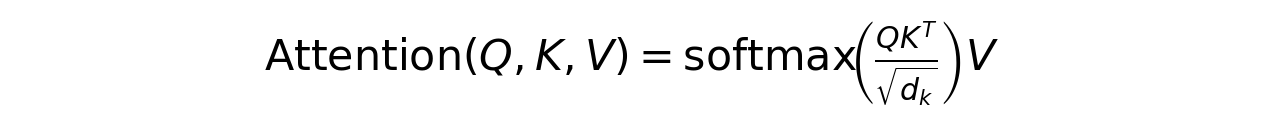 Attention(Q, K, V) = softmax(QK^T / √d_k)V